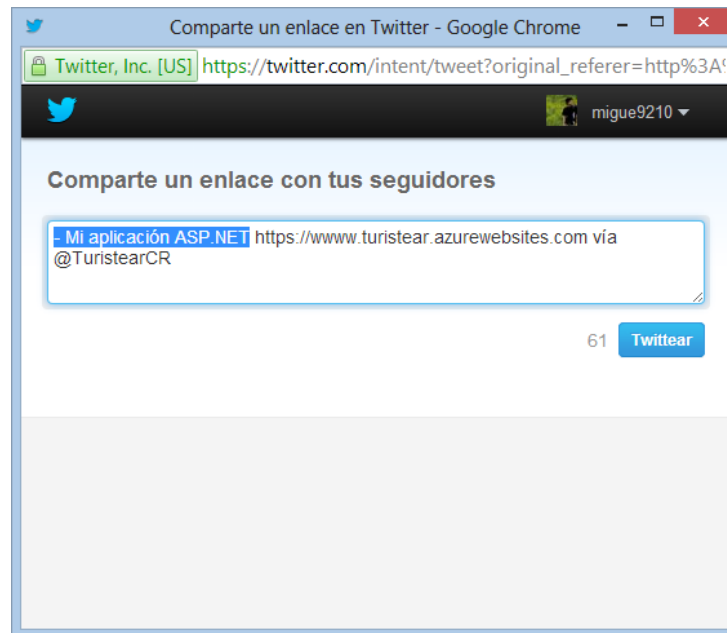 Comparte un enlace en Twitter - Google Chrome
Twitter, Inc. [US] https://twitter.com/intent/tweet?original_referer=http%3A%
migue9210
Comparte un enlace con tus seguidores
- Mi aplicación ASP.NET https://wwww.turistear.azurewebsites.com vía
@TuristearCR
61 Twittear